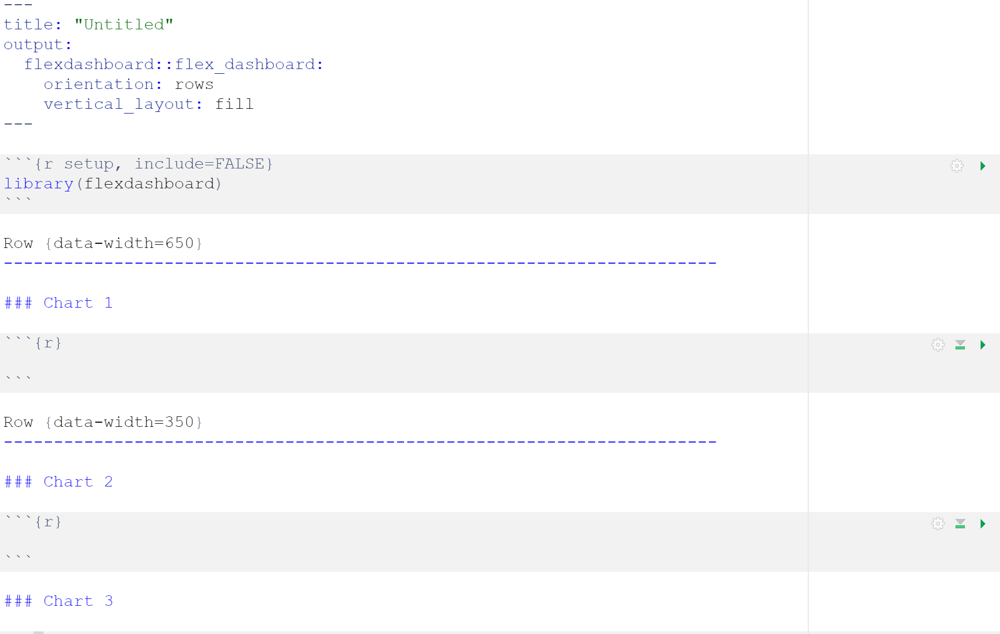 ---
title: "Untitled"
output:
  flexdashboard::flex_dashboard:
    orientation: rows
    vertical_layout: fill
---

```{r setup, include=FALSE}
library(flexdashboard)
```

Row {data-width=650}
-----------------------------------------------------------------------

### Chart 1

```{r}

```

Row {data-width=350}
-----------------------------------------------------------------------

### Chart 2

```{r}

```

### Chart 3